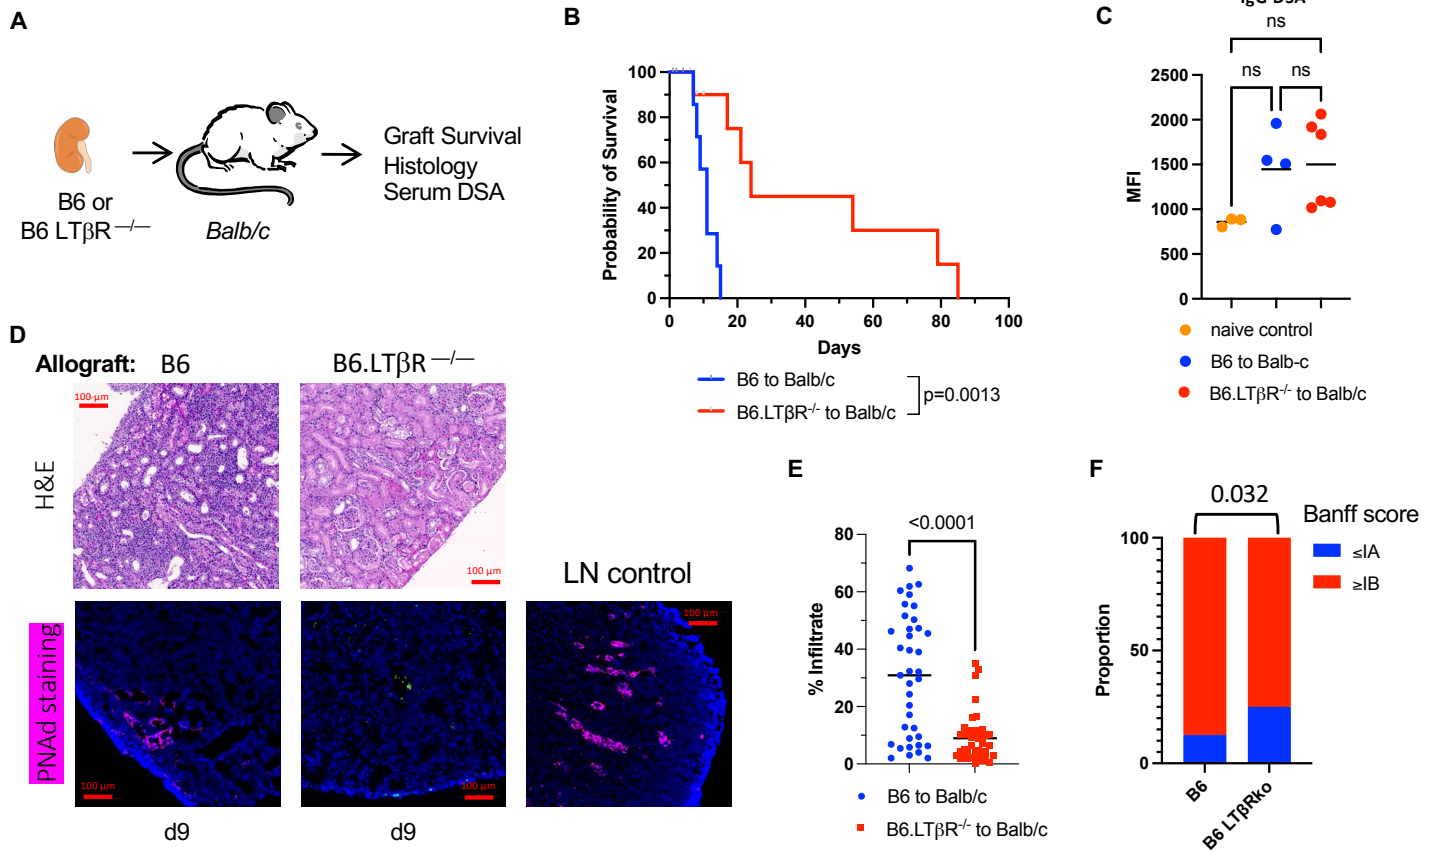 A
B6 or
B6 LTβR —/—
Balb/c
Graft Survival
Histology
Serum DSA
B
Probability of Survival
100
80
60
40
20
0
0 20 40 60 80 100
Days
B6 to Balb/c
B6.LTβR-/- to Balb/c
p=0.0013
C
IgG DSA
ns
ns ns
MFI
2500
2000
1500
1000
500
0
naive control
B6 to Balb-c
B6.LTβR-/- to Balb/c
D
Allograft: B6 B6.LTβR —/—
H&E
100 µm
100 µm
LN control
PNAd staining
100 µm
100 µm
100 µm
d9 d9
E
<0.0001
% Infiltrate
80
60
40
20
0
B6 to Balb/c
B6.LTβR-/- to Balb/c
F
0.032
Banff score
≤IA
≥IB
Proportion
100
50
0
B6
B6 LTβRko